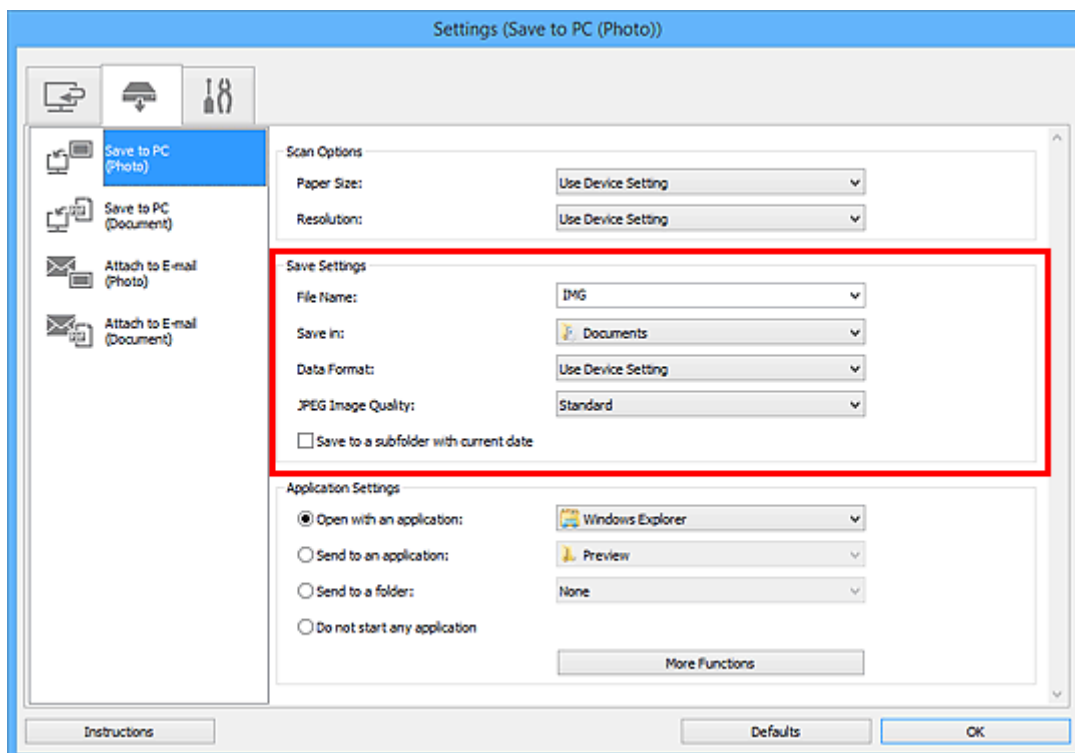 Settings (Save to PC (Photo))
Save to PC
(Photo)
Save to PC
(Document)
Attach to E-mail
(Photo)
Attach to E-mail
(Document)
Scan Options
Paper Size: Use Device Setting
Resolution: Use Device Setting
Save Settings
File Name: IMG
Save in: Documents
Data Format: Use Device Setting
JPEG Image Quality: Standard
Save to a subfolder with current date
Application Settings
Open with an application: Windows Explorer
Send to an application: Preview
Send to a folder: None
Do not start any application
More Functions
Instructions Defaults OK